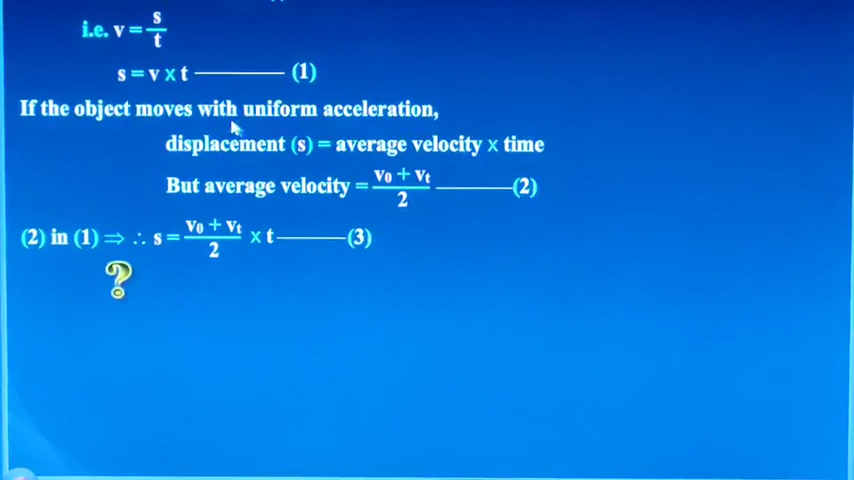 i.e. v = s/t
s = v x t ———— (1)
If the object moves with uniform acceleration,
displacement (s) = average velocity x time
But average velocity = (v₀ + vₜ)/2 ———— (2)
(2) in (1) ⇒ ∴ s = (v₀ + vₜ)/2 x t ———— (3)
?